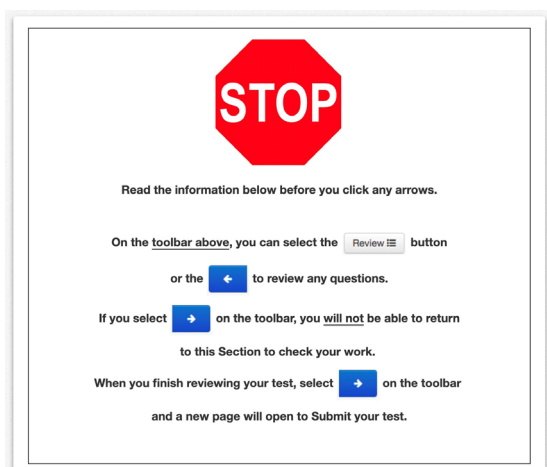 STOP
Read the information below before you click any arrows.
On the toolbar above, you can select the Review button
or the to review any questions.
If you select on the toolbar, you will not be able to return
to this Section to check your work.
When you finish reviewing your test, select on the toolbar
and a new page will open to Submit your test.